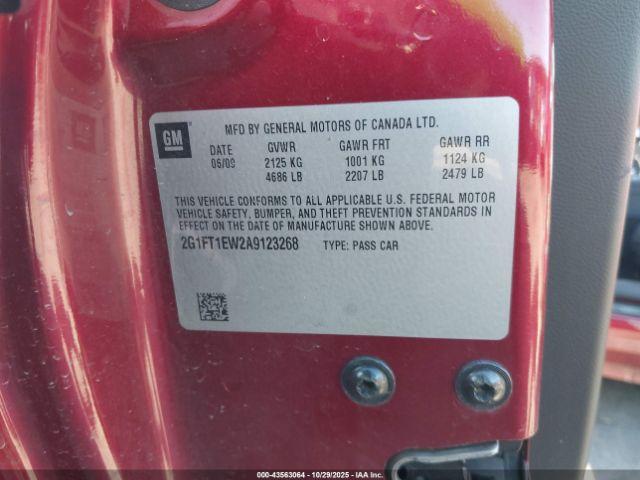 GM
MFD BY GENERAL MOTORS OF CANADA LTD.
DATE GVWR GAWR FRT GAWR RR
06/09 2125 KG 1001 KG 1124 KG
4686 LB 2207 LB 2479 LB
THIS VEHICLE CONFORMS TO ALL APPLICABLE U.S. FEDERAL MOTOR
VEHICLE SAFETY, BUMPER, AND THEFT PREVENTION STANDARDS IN
EFFECT ON THE DATE OF MANUFACTURE SHOWN ABOVE.
2G1FT1EW2A9123268 TYPE: PASS CAR
000-43563064 | 10/29/2025 | IAA Inc.